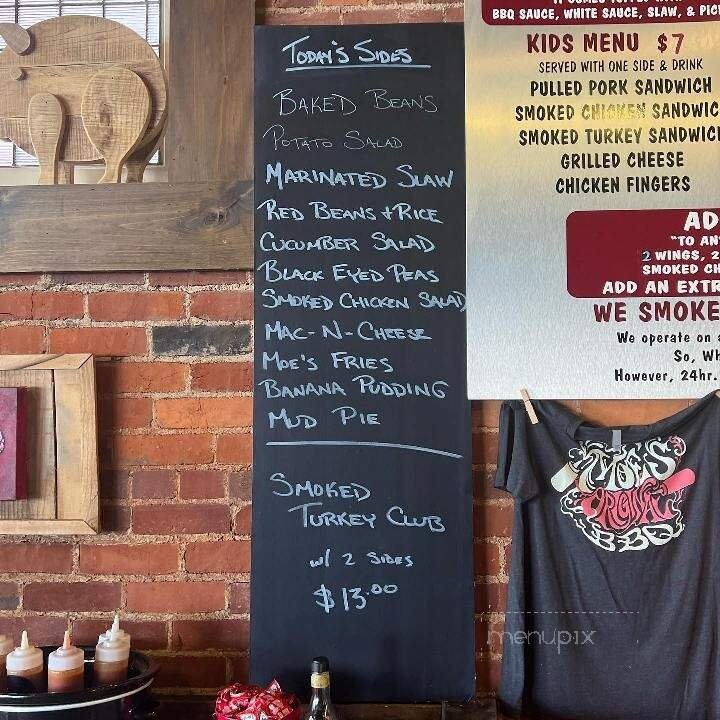 Today's Sides
Baked Beans
Potato Salad
Marinated Slaw
Red Beans + Rice
Cucumber Salad
Black Eyed Peas
Smoked Chicken Salad
Mac-N-Cheese
Moe's Fries
Banana Pudding
Mud Pie
Smoked
Turkey Club
w/ 2 Sides
$13.00
BBQ SAUCE, WHITE SAUCE, SLAW, &
KIDS MENU $7
SERVED WITH ONE SIDE & DRINK
PULLED PORK SANDWICH
SMOKED CHICKEN SANDWIC
SMOKED TURKEY SANDWICH
GRILLED CHEESE
CHICKEN FINGERS
AD
"TO AN
2 WINGS, 2
SMOKED CH
ADD AN EXTR
WE SMOKE
We operate on a
So, Wh
However, 24hr.
MOE'S
ORIGINAL
BBQ
menupix